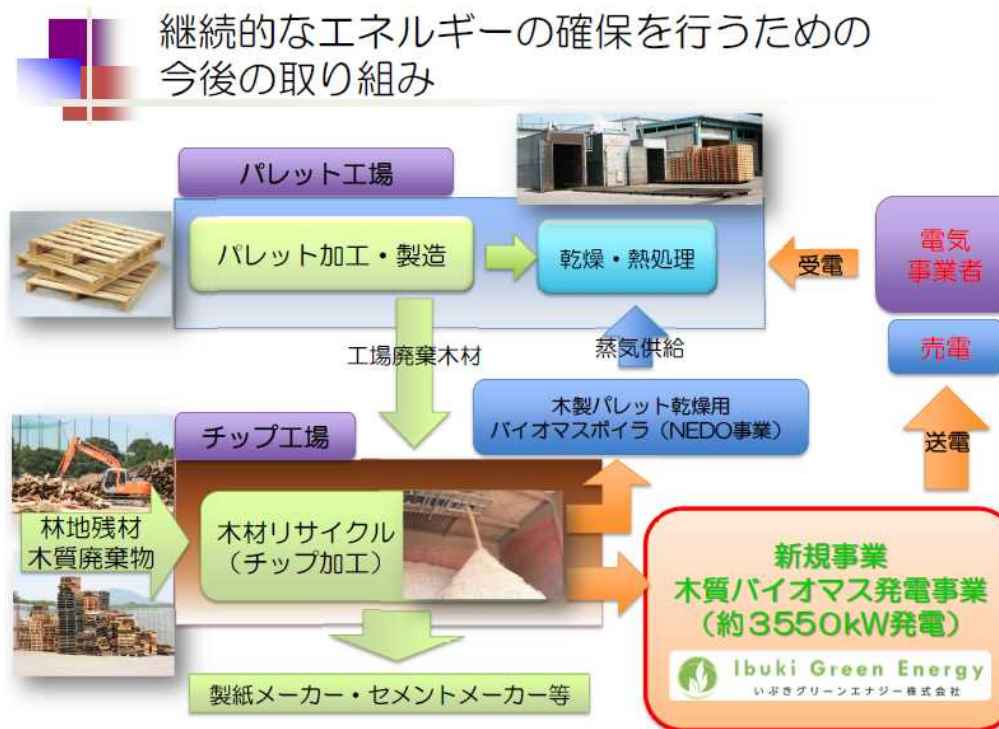 継続的なエネルギーの確保を行うための
今後の取り組み
パレット工場
パレット加工・製造
乾燥・熱処理
受電
電気
事業者
売電
工場廃棄木材
蒸気供給
木製パレット乾燥用
バイオマスボイラ（NEDO事業）
送電
チップ工場
林地残材
木質廃棄物
木材リサイクル
（チップ加工）
新規事業
木質バイオマス発電事業
（約３５５０kW発電）
Ibuki Green Energy
いぶきグリーンエナジー株式会社
製紙メーカー・セメントメーカー等